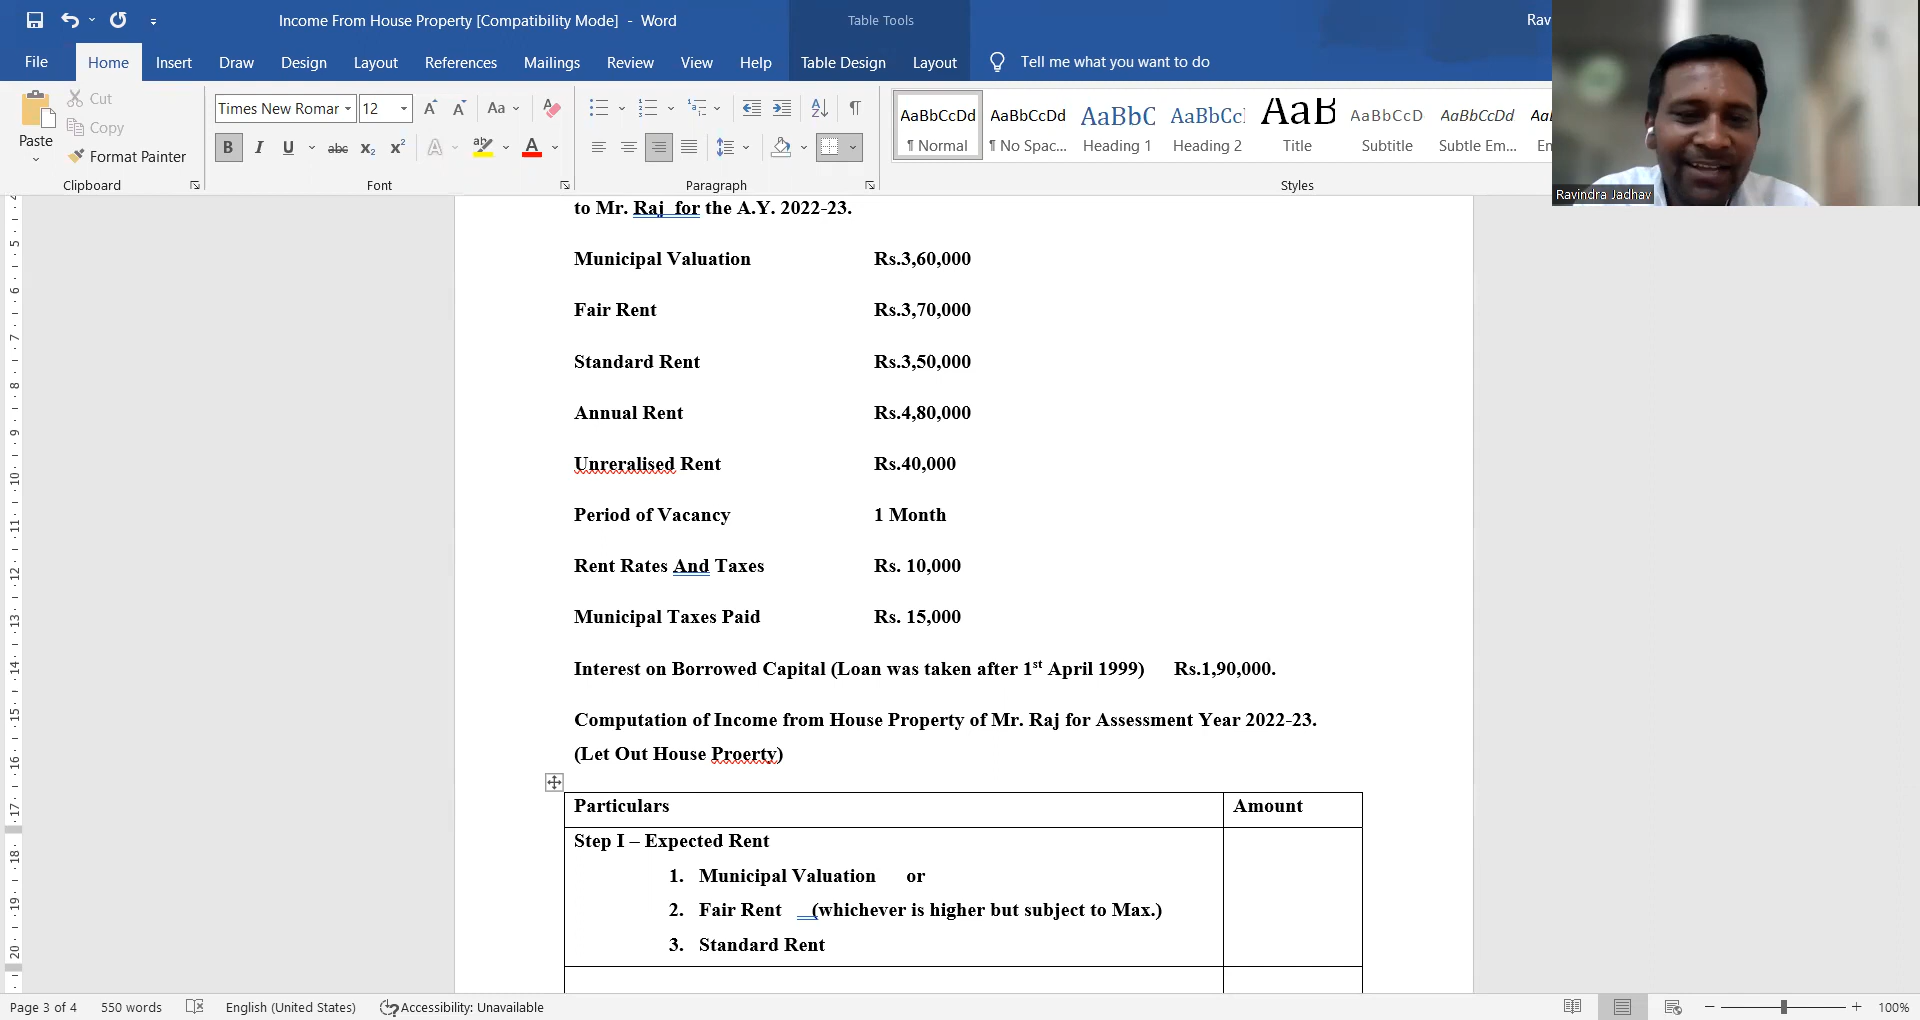 Income From House Property [Compatibility Mode] - Word
Table Tools
Rav
File Home Insert Draw Design Layout References Mailings Review View Help Table Design Layout Tell me what you want to do
Paste
Cut
Copy
Format Painter
Clipboard
Times New Romar 12
Aa
B I U abc x₂ x² A A
Font
Paragraph
AaBbCcDd AaBbCcDd AaBbC AaBbCc AaB AaBbCcD AaBbCcDd
¶ Normal ¶ No Spac... Heading 1 Heading 2 Title Subtitle Subtle Em...
Styles
Ravindra Jadhav
to Mr. Raj for the A.Y. 2022-23.
Municipal Valuation Rs.3,60,000
Fair Rent Rs.3,70,000
Standard Rent Rs.3,50,000
Annual Rent Rs.4,80,000
Unreralised Rent Rs.40,000
Period of Vacancy 1 Month
Rent Rates And Taxes Rs. 10,000
Municipal Taxes Paid Rs. 15,000
Interest on Borrowed Capital (Loan was taken after 1st April 1999) Rs.1,90,000.
Computation of Income from House Property of Mr. Raj for Assessment Year 2022-23.
(Let Out House Proerty)
Particulars Amount
Step I – Expected Rent
1. Municipal Valuation or
2. Fair Rent (whichever is higher but subject to Max.)
3. Standard Rent
Page 3 of 4 550 words English (United States) Accessibility: Unavailable 100%